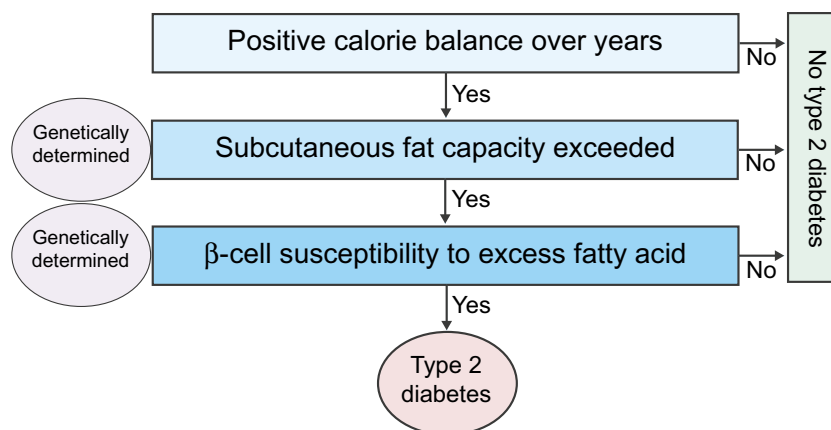 Positive calorie balance over years
No
Yes
Genetically
determined
Subcutaneous fat capacity exceeded
No
Yes
Genetically
determined
β-cell susceptibility to excess fatty acid
No
Yes
Type 2
diabetes
No type 2 diabetes